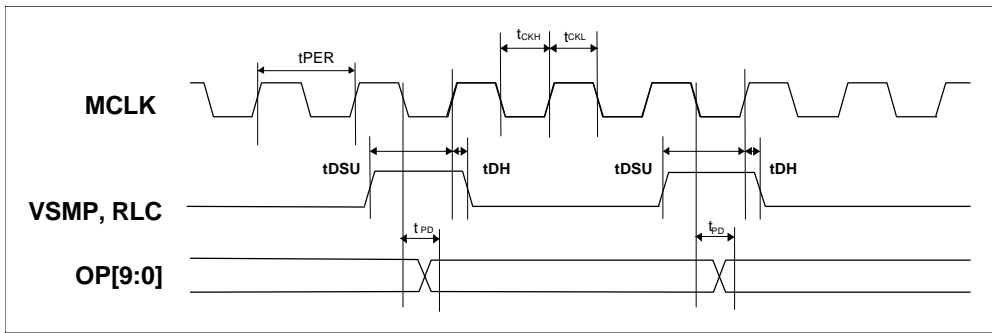 tCKH tCKL
tPER
MCLK
tDSU tDH tDSU tDH
VSMP, RLC
tPD tPD
OP[9:0]